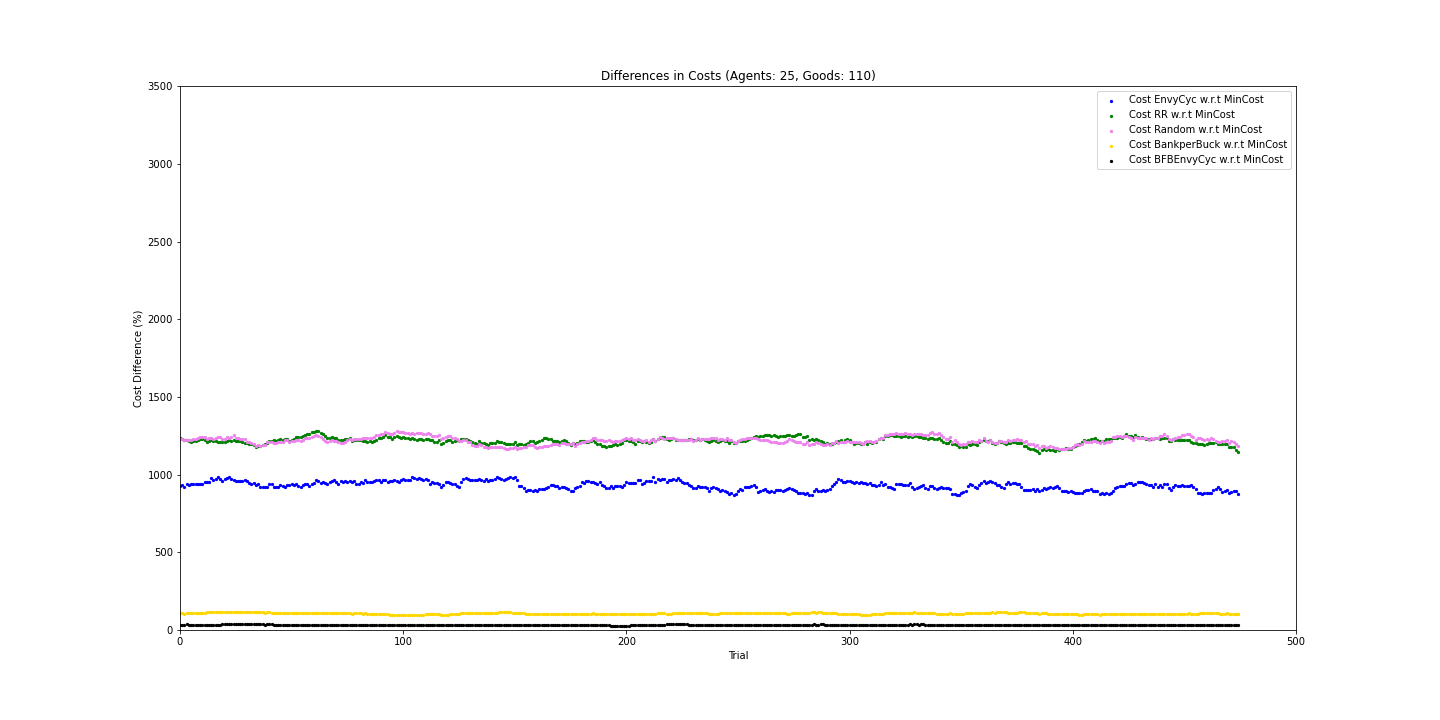 Differences in Costs (Agents: 25, Goods: 110)
3500
3000
2500
2000
1500
1000
500
0
Cost Difference (%)
Cost EnvyCyc w.r.t MinCost
Cost RR w.r.t MinCost
Cost Random w.r.t MinCost
Cost BankperBuck w.r.t MinCost
Cost BFBEnvyCyc w.r.t MinCost
0 100 200 300 400 500
Trial